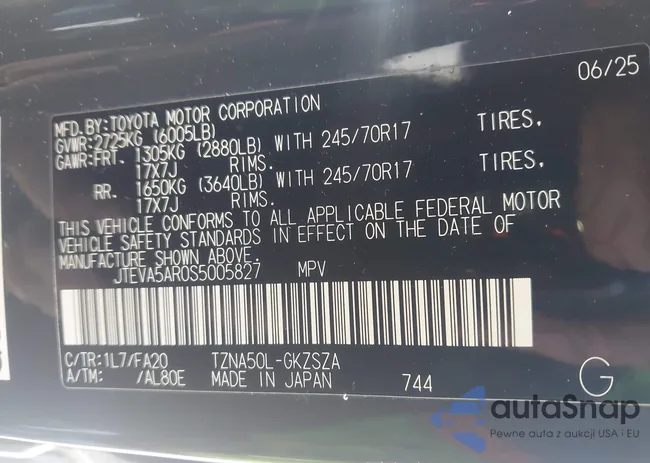 06/25
MFD.BY:TOYOTA MOTOR CORPORATION
GVWR:2725KG (6005LB)
GAWR:FRT. 1305KG (2880LB) WITH 245/70R17 TIRES,
17X7J RIMS.
RR. 1650KG (3640LB) WITH 245/70R17 TIRES,
17X7J RIMS.
THIS VEHICLE CONFORMS TO ALL APPLICABLE FEDERAL MOTOR
VEHICLE SAFETY STANDARDS IN EFFECT ON THE DATE OF
MANUFACTURE SHOWN ABOVE.
JTEVA5AR0S5005827 MPV
C/TR:1L7/FA20 TZNA50L-GKZSZA
A/TM: /AL80E MADE IN JAPAN 744 G
autaSnap
Pewne auta z aukcji USA i EU